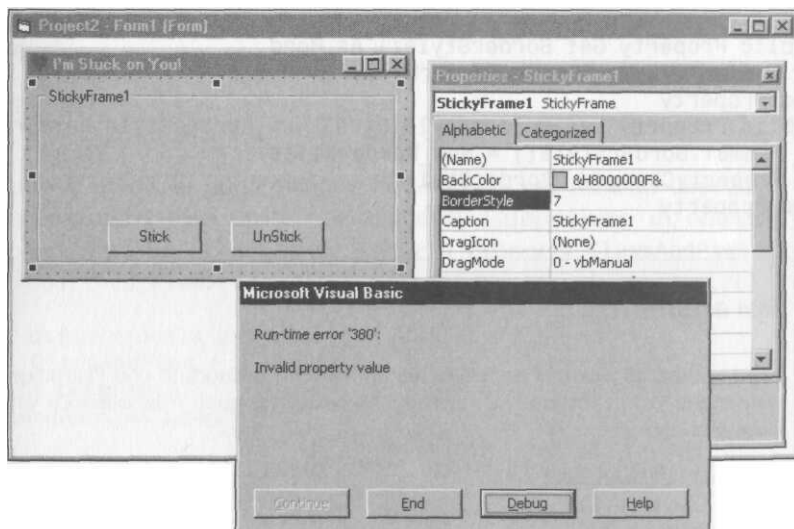 Project2 - Form1 (Form)
I'm Stuck on You!
StickyFrame1
Stick
UnStick
Properties - StickyFrame1
StickyFrame1 StickyFrame
Alphabetic
Categorized
(Name) StickyFrame1
BackColor &H8000000F&
BorderStyle 7
Caption StickyFrame1
DragIcon (None)
DragMode 0 - vbManual
Microsoft Visual Basic
Run-time error '380':
Invalid property value
Continue
End
Debug
Help